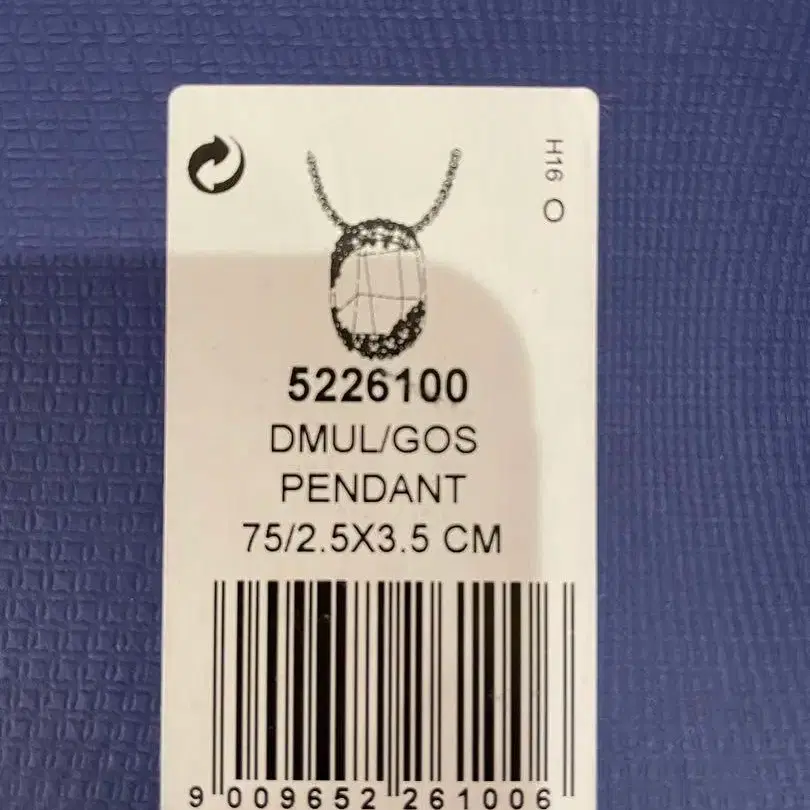 H16 O
5226100
DMUL/GOS
PENDANT
75/2.5X3.5 CM
9 009652 261006